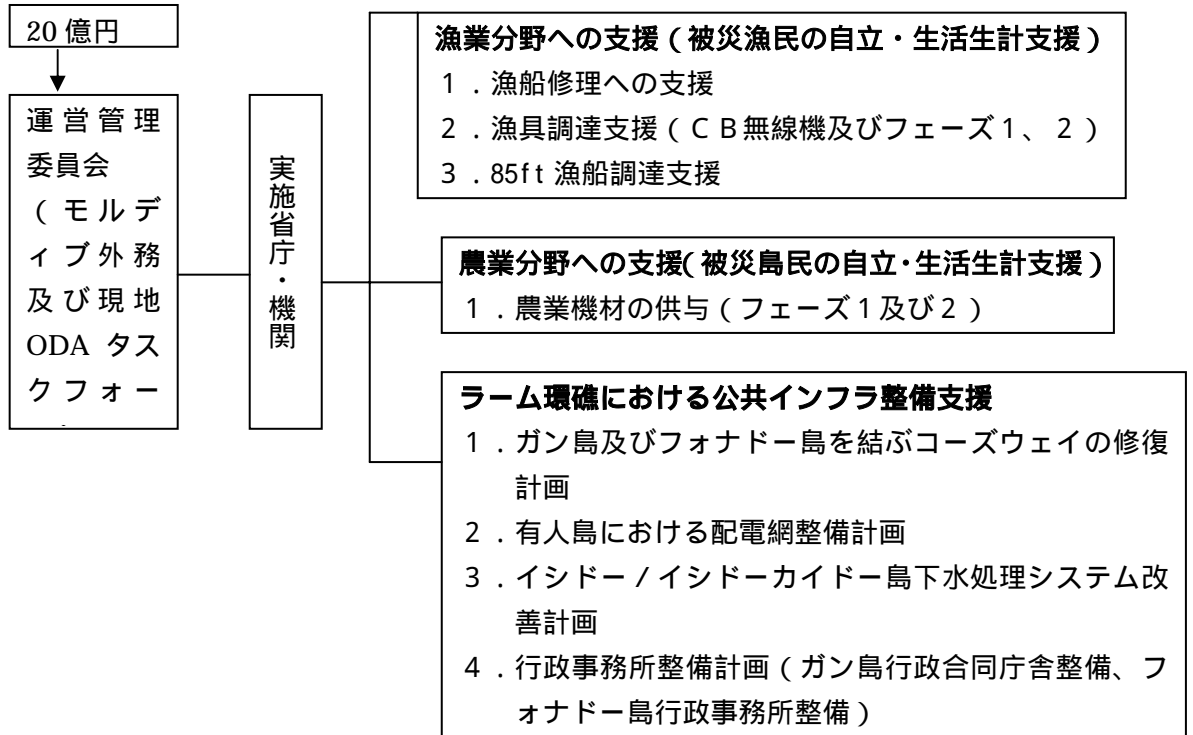 20 億円
運営管理
委員会
(モルデ
ィブ外務
及び現地
ODA タス
クフォー
実施省庁・機関
漁業分野への支援(被災漁民の自立・生活生計支援)
1.漁船修理への支援
2.漁具調達支援(CB無線機及びフェーズ1、2)
3.85ft 漁船調達支援
農業分野への支援(被災島民の自立・生活生計支援)
1.農業機材の供与(フェーズ1及び2)
ラーム環礁における公共インフラ整備支援
1.ガン島及びフォナドー島を結ぶコーズウェイの修復
計画
2.有人島における配電網整備計画
3.イシドー/イシドーカイドー島下水処理システム改
善計画
4.行政事務所整備計画(ガン島行政合同庁舎整備、フ
ォナドー島行政事務所整備)